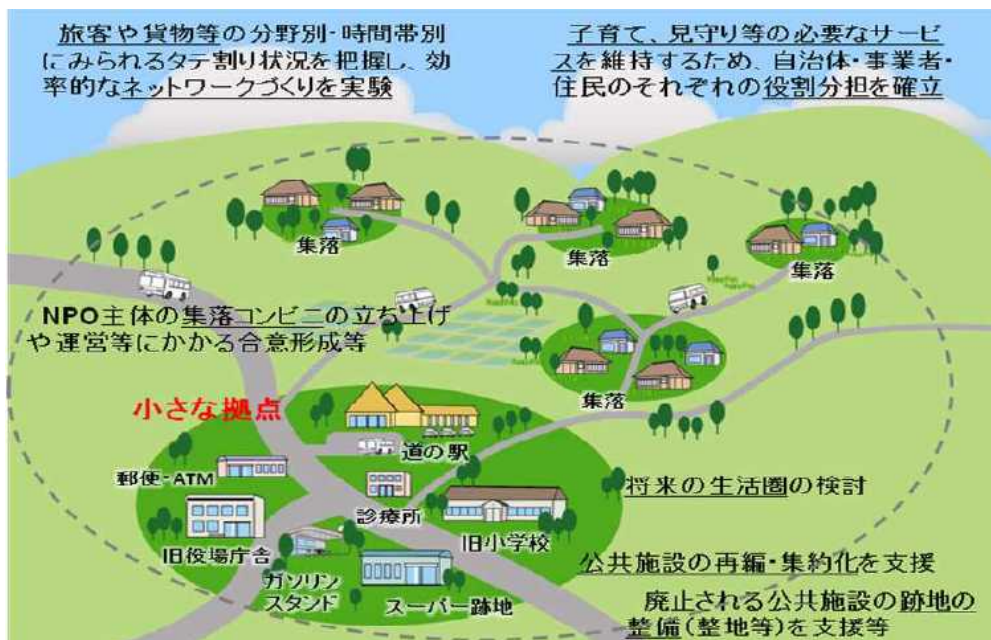 旅客や貨物等の分野別・時間帯別
にみられるタテ割り状況を把握し、効
率的なネットワークづくりを実験
子育て、見守り等の必要なサービ
スを維持するため、自治体・事業者・
住民のそれぞれの役割分担を確立
集落
集落
集落
NPO主体の集落コンビニの立ち上げ
や運営等にかかる合意形成等
集落
小さな拠点
道の駅
郵便・ATM
診療所
旧小学校
旧役場庁舎
ガソリン
スタンド
スーパー跡地
将来の生活圏の検討
公共施設の再編・集約化を支援
廃止される公共施設の跡地の
整備(整地等)を支援等